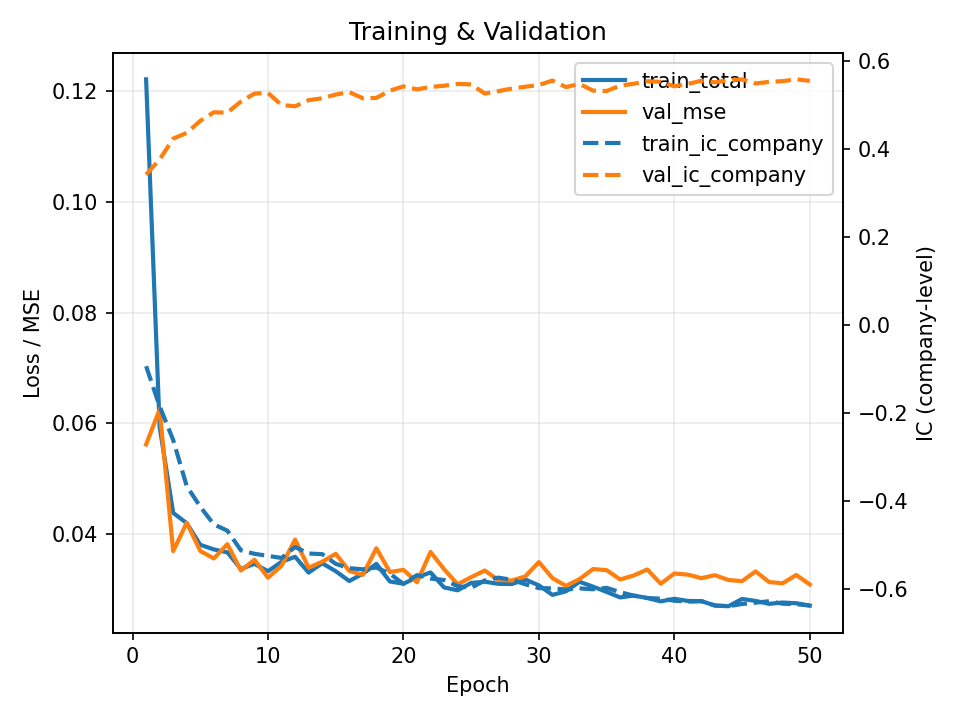 Training & Validation
train_total
val_mse
train_ic_company
val_ic_company
Loss / MSE
0.12
0.10
0.08
0.06
0.04
IC (company-level)
0.6
0.4
0.2
0.0
−0.2
−0.4
−0.6
0 10 20 30 40 50
Epoch